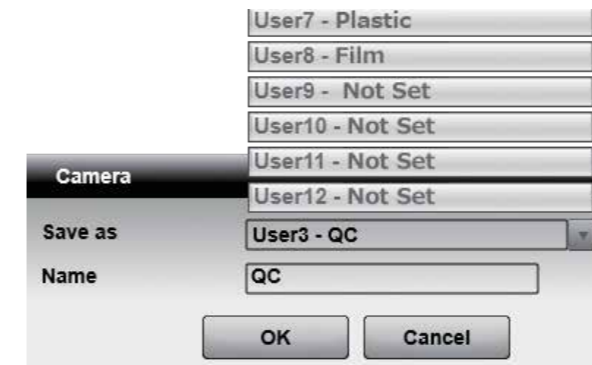 User7 - Plastic
User8 - Film
User9 - Not Set
User10 - Not Set
User11 - Not Set
User12 - Not Set
Camera
Save as
User3 - QC
Name
QC
OK
Cancel